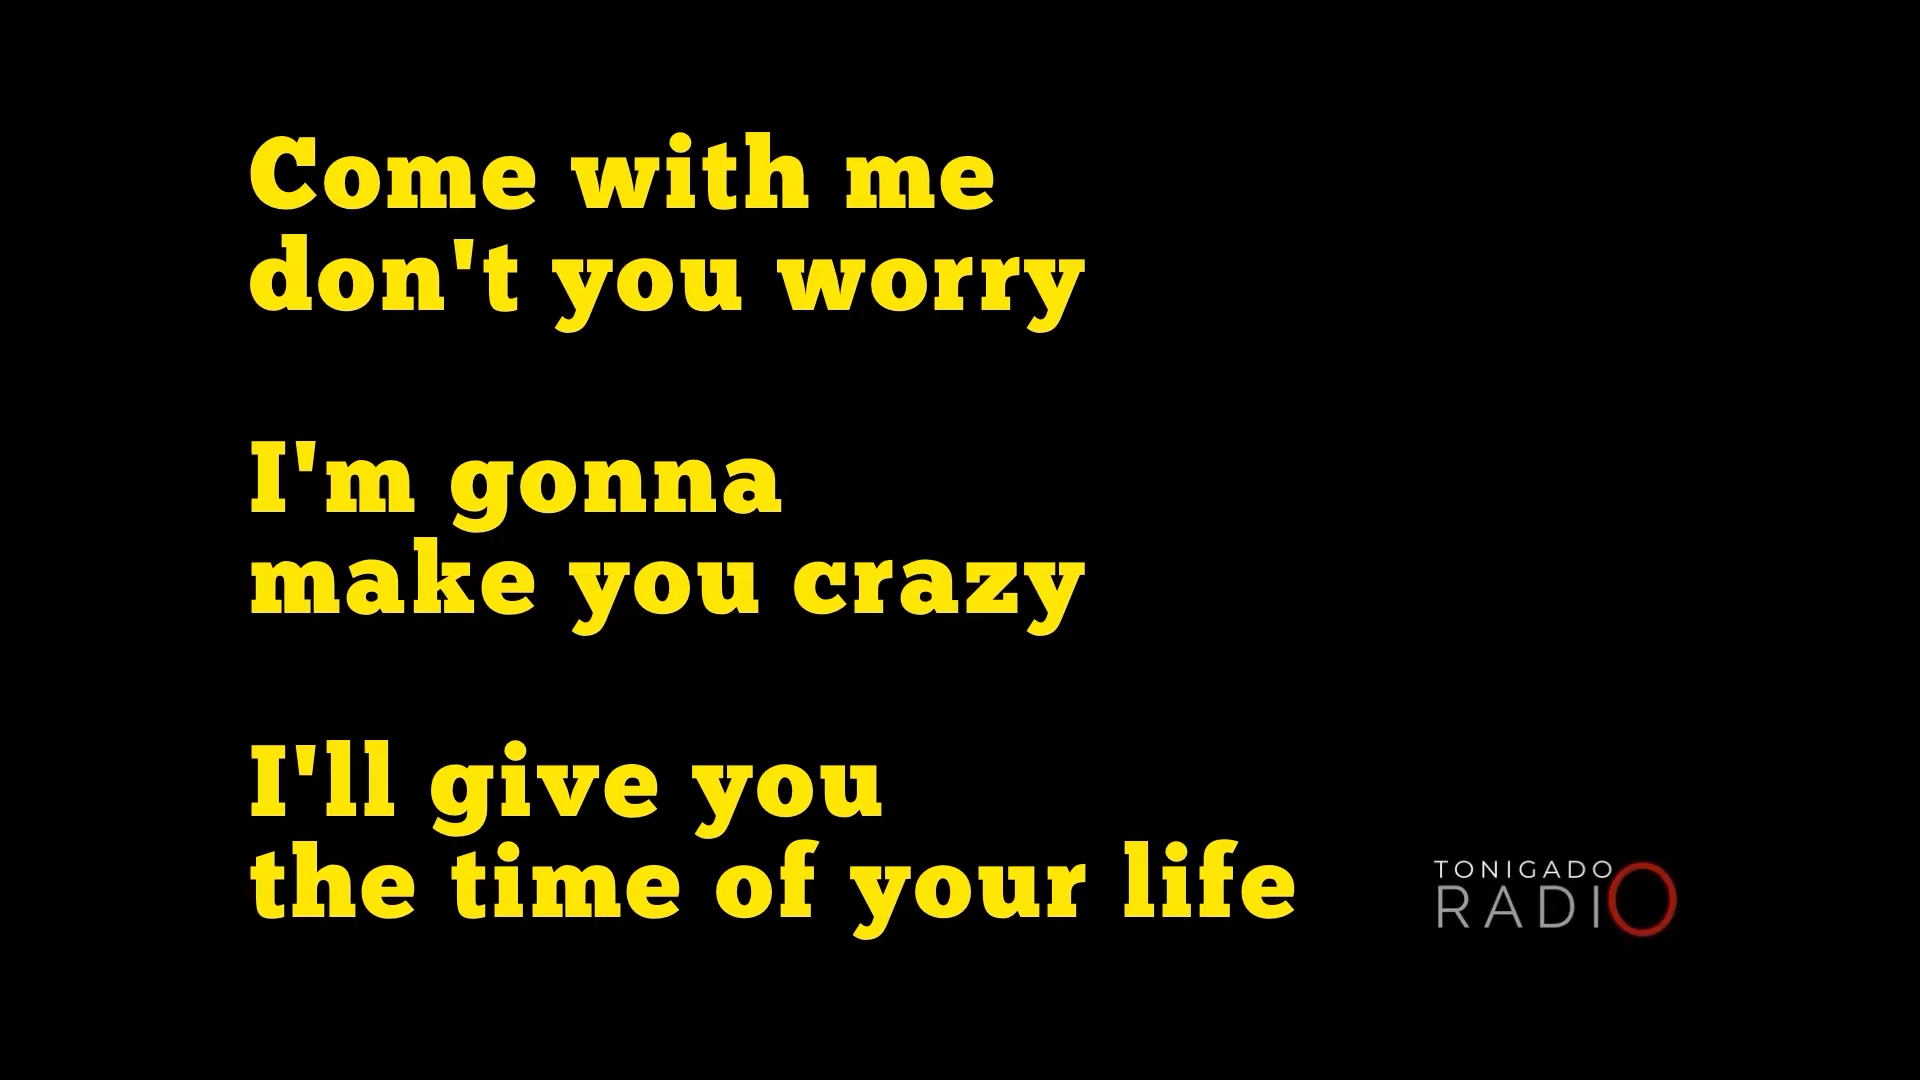 Come with me
don't you worry
I'm gonna
make you crazy
I'll give you
the time of your life
TONIGADO
RADIO